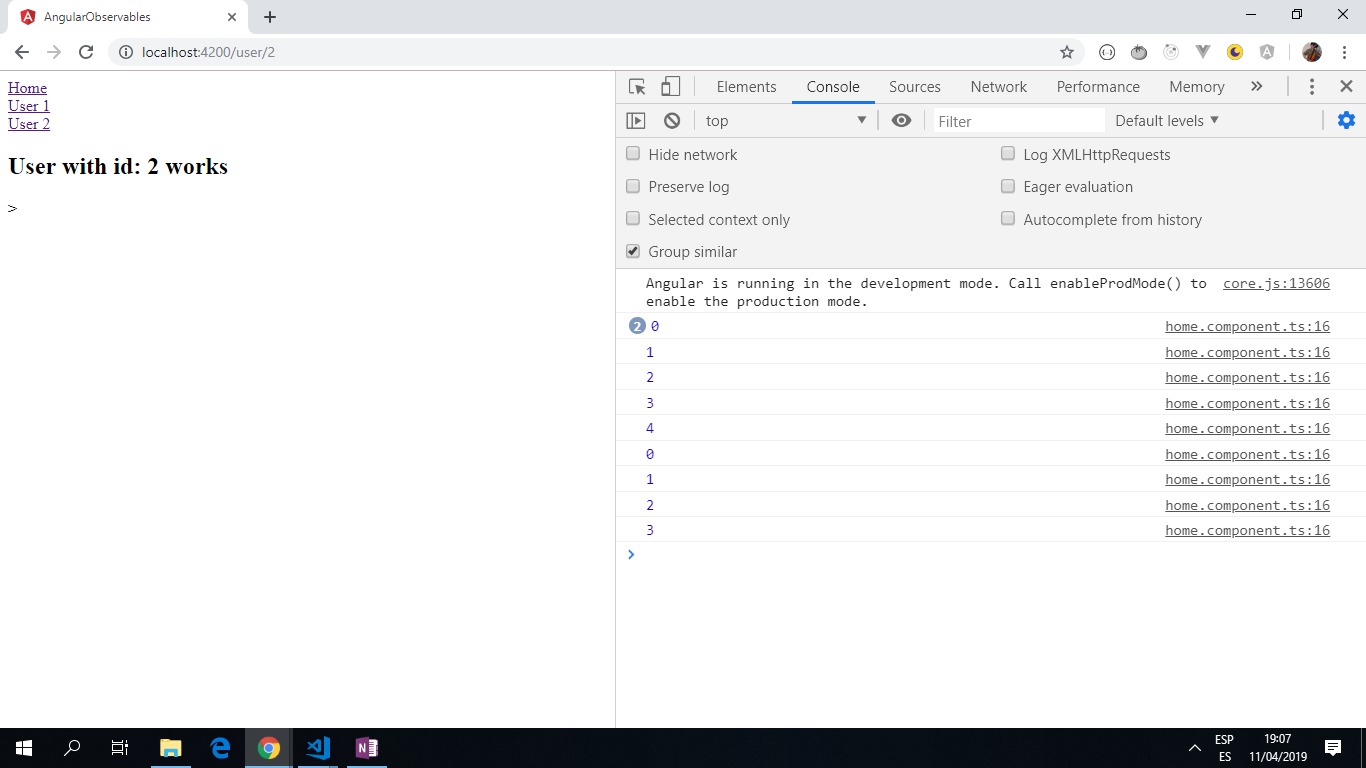 AngularObservables
localhost:4200/user/2
Home
User 1
User 2
User with id: 2 works
>
Elements Console Sources Network Performance Memory
top Filter Default levels
Hide network Log XMLHttpRequests
Preserve log Eager evaluation
Selected context only Autocomplete from history
Group similar
Angular is running in the development mode. Call enableProdMode() to core.js:13606
enable the production mode.
2 0 home.component.ts:16
1 home.component.ts:16
2 home.component.ts:16
3 home.component.ts:16
4 home.component.ts:16
0 home.component.ts:16
1 home.component.ts:16
2 home.component.ts:16
3 home.component.ts:16
ESP 19:07
ES 11/04/2019